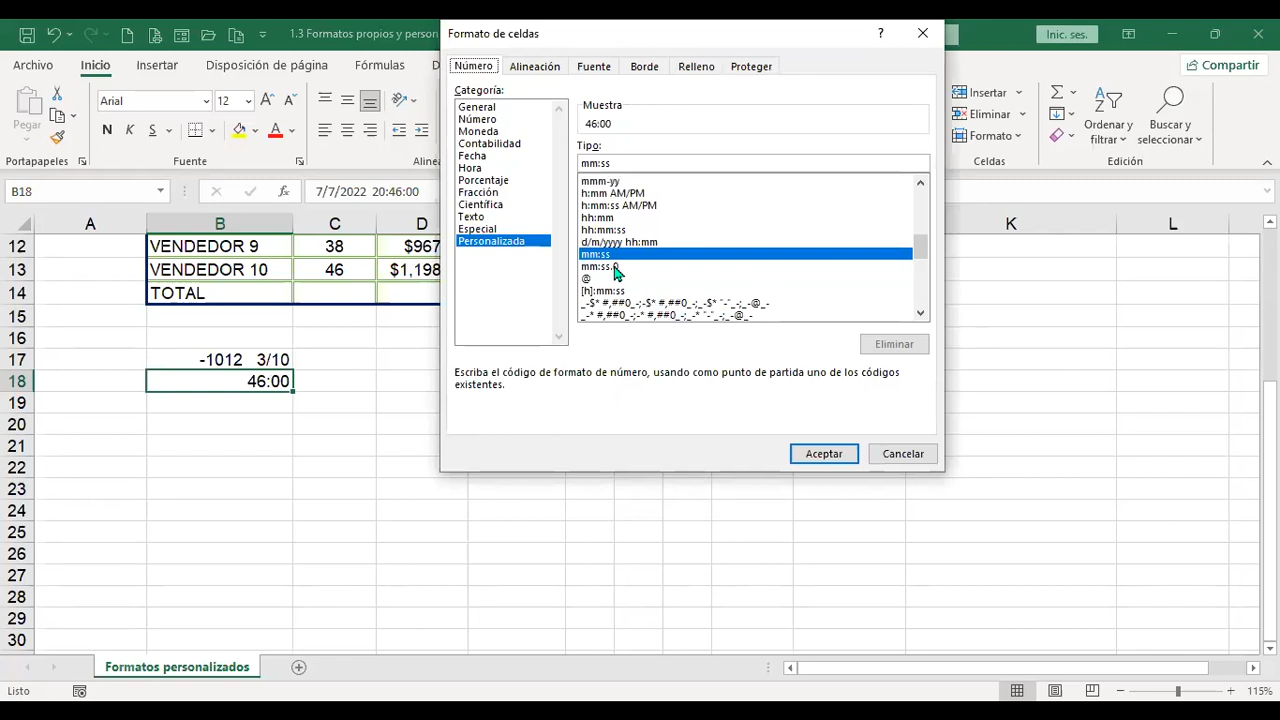 1.3 Formatos propios y person
Inic. ses.
Formato de celdas
?
Archivo Inicio Insertar Disposición de página Fórmulas D
Compartir
Número Alineación Fuente Borde Relleno Proteger
Pegar
Arial 12
N K S
Portapapeles Fuente Alinea
Insertar
Eliminar
Formato
Celdas
Ordenar y
filtrar
Buscar y
seleccionar
Edición
Categoría:
General
Número
Moneda
Contabilidad
Fecha
Hora
Porcentaje
Fracción
Científica
Texto
Especial
Personalizada
Muestra
46:00
Tipo:
mm:ss
mmm-yy
h:mm AM/PM
h:mm:ss AM/PM
hh:mm
hh:mm:ss
d/m/yyyy hh:mm
mm:ss
mm:ss.0
@
[h]:mm:ss
_-$* #,##0_-;-$* #,##0_-;_-$* "-"_-;_-@_-
_-* #,##0_-;-* #,##0_-;_-* "-"_-;_-@_-
Eliminar
Escriba el código de formato de número, usando como punto de partida uno de los códigos
existentes.
Aceptar Cancelar
B18 7/7/2022 20:46:00
A B C D K L
12 VENDEDOR 9 38 $967
13 VENDEDOR 10 46 $1,198
14 TOTAL
15
16
17 -1012 3/10
18 46:00
19
20
21
22
23
24
25
26
27
28
29
30
Formatos personalizados
Listo
115%